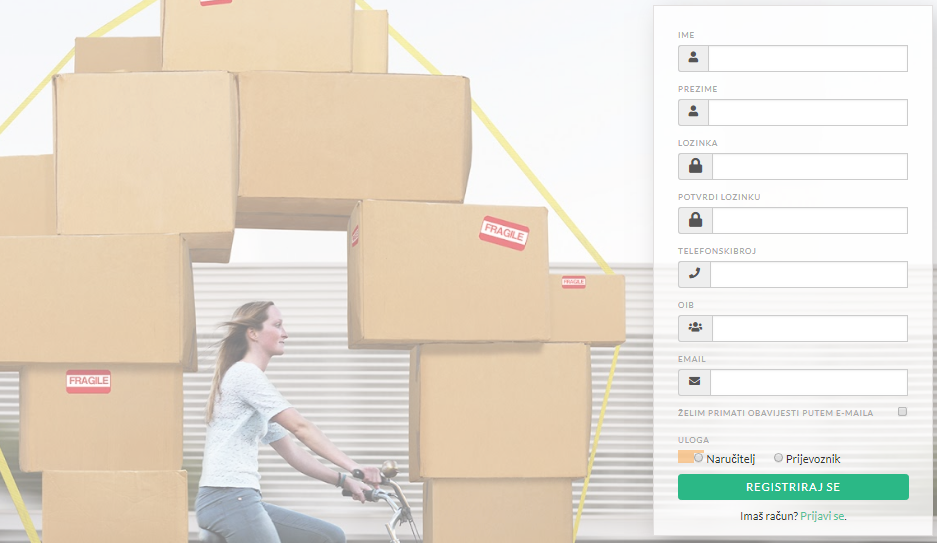 FRAGILE
FRAGILE
FRAGILE
IME
PREZIME
LOZINKA
POTVRDI LOZINKU
TELEFONSKIBROJ
OIB
EMAIL
ŽELIM PRIMATI OBAVIJESTI PUTEM E-MAILA
ULOGA
Naručitelj Prijevoznik
REGISTRIRAJ SE
Imaš račun? Prijavi se.